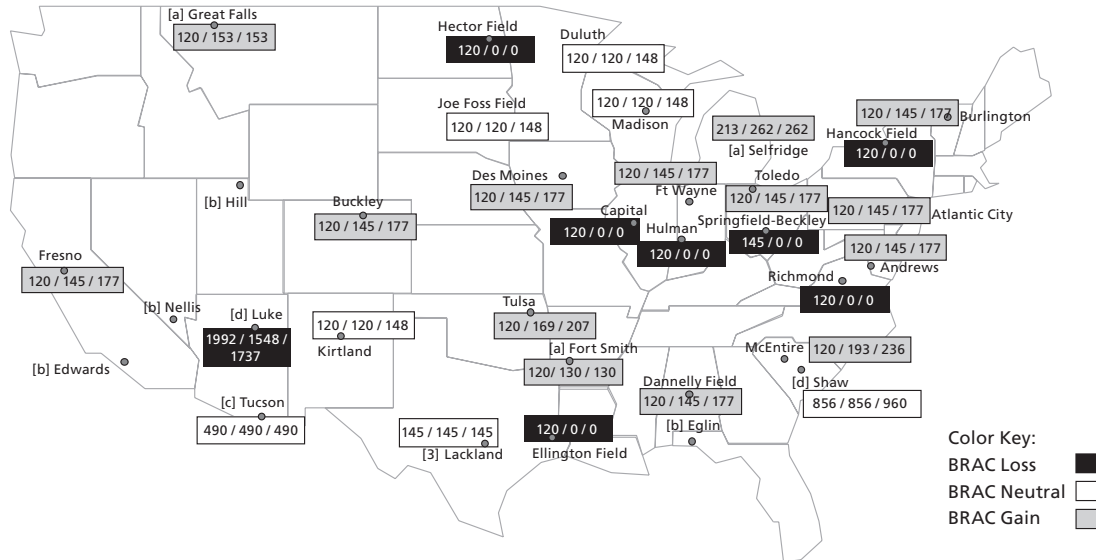 [a] Great Falls
120 / 153 / 153
Hector Field
120 / 0 / 0
Duluth
120 / 120 / 148
Joe Foss Field
120 / 120 / 148
120 / 120 / 148
Madison
213 / 262 / 262
[a] Selfridge
120 / 145 / 177
Burlington
Hancock Field
120 / 0 / 0
[b] Hill
Buckley
120 / 145 / 177
Des Moines
120 / 145 / 177
120 / 145 / 177
Ft Wayne
Toledo
120 / 145 / 177
120 / 145 / 177
Atlantic City
Capital
120 / 0 / 0
Hulman
120 / 0 / 0
Springfield-Beckley
145 / 0 / 0
120 / 145 / 177
Andrews
Richmond
120 / 0 / 0
Fresno
120 / 145 / 177
[b] Nellis
[b] Edwards
[d] Luke
1992 / 1548 /
1737
120 / 120 / 148
Kirtland
Tulsa
120 / 169 / 207
[a] Fort Smith
120/ 130 / 130
McEntire
120 / 193 / 236
[d] Shaw
856 / 856 / 960
Dannelly Field
120 / 145 / 177
[b] Eglin
[c] Tucson
490 / 490 / 490
145 / 145 / 145
[3] Lackland
120 / 0 / 0
Ellington Field
Color Key:
BRAC Loss
BRAC Neutral
BRAC Gain